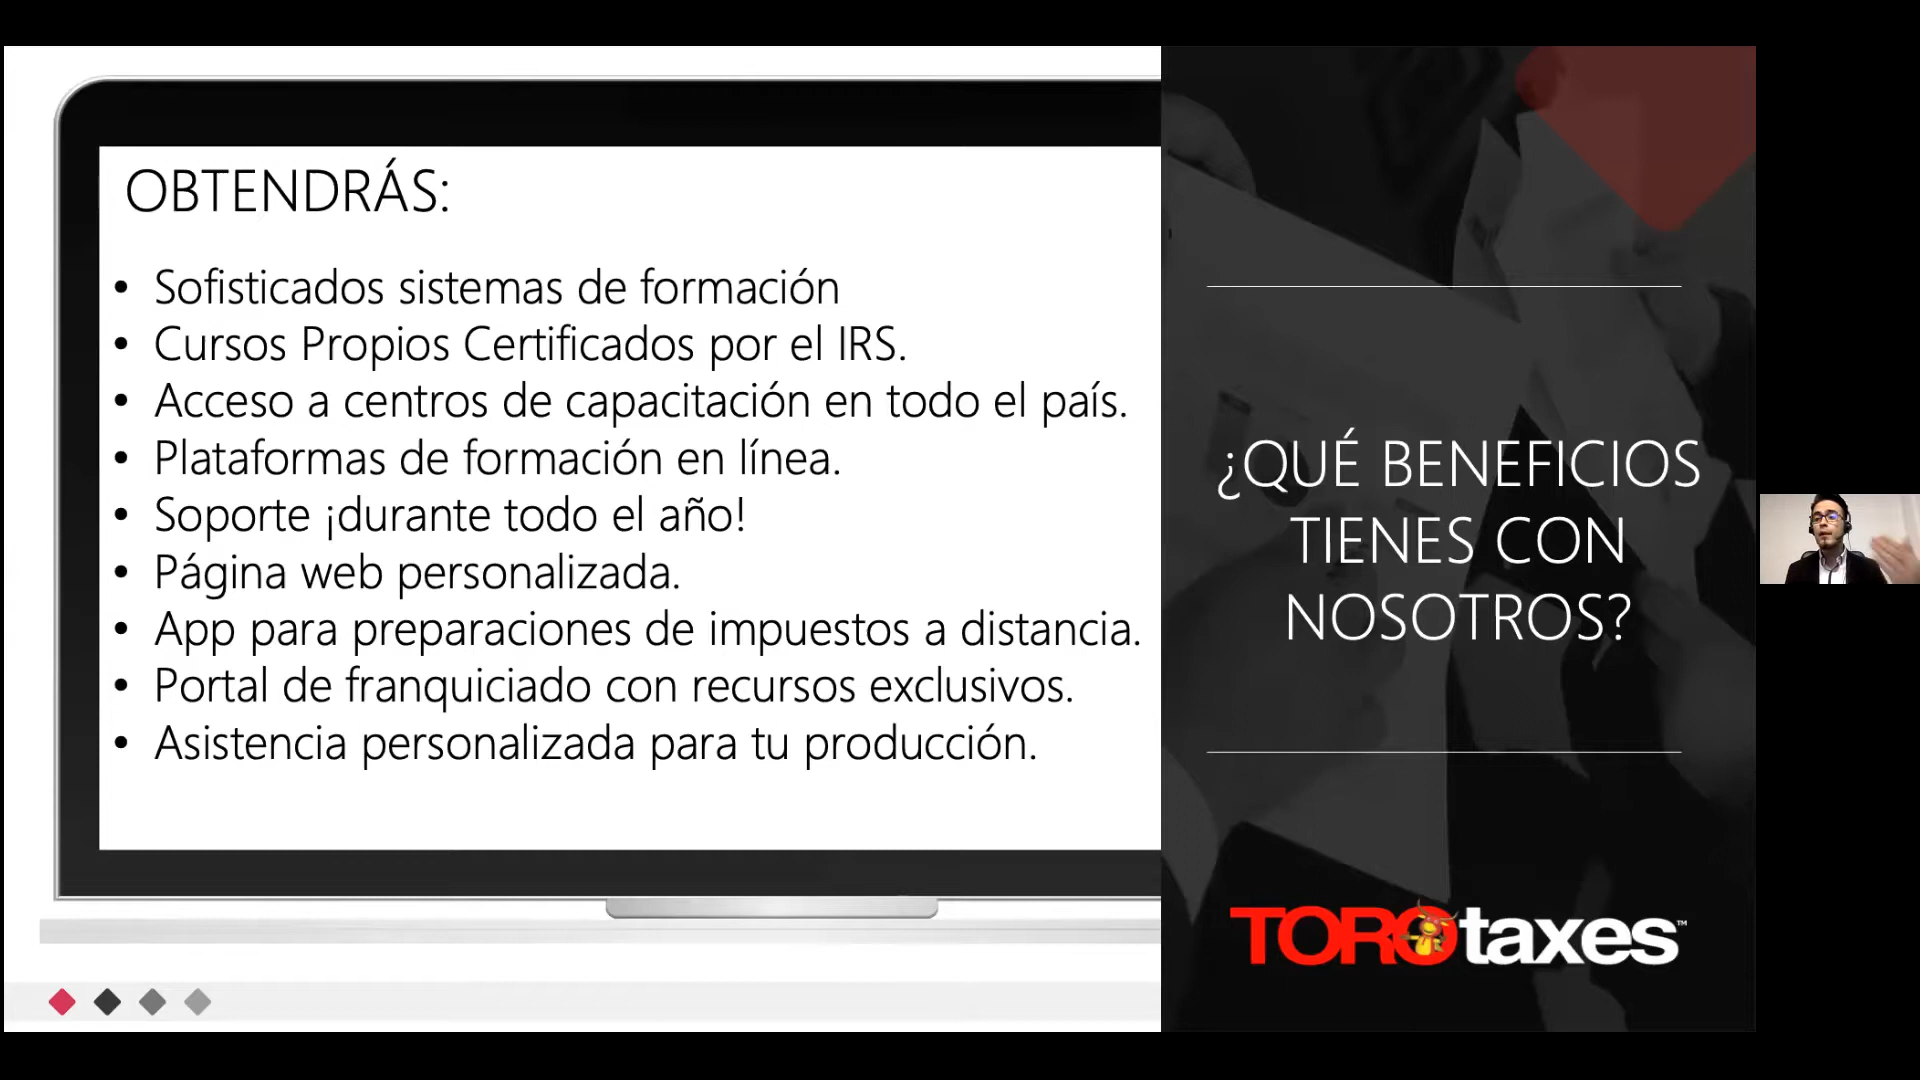 OBTENDRÁS:
• Sofisticados sistemas de formación
• Cursos Propios Certificados por el IRS.
• Acceso a centros de capacitación en todo el país.
• Plataformas de formación en línea.
• Soporte ¡durante todo el año!
• Página web personalizada.
• App para preparaciones de impuestos a distancia.
• Portal de franquiciado con recursos exclusivos.
• Asistencia personalizada para tu producción.
¿QUÉ BENEFICIOS
TIENES CON
NOSOTROS?
TOROtaxes™